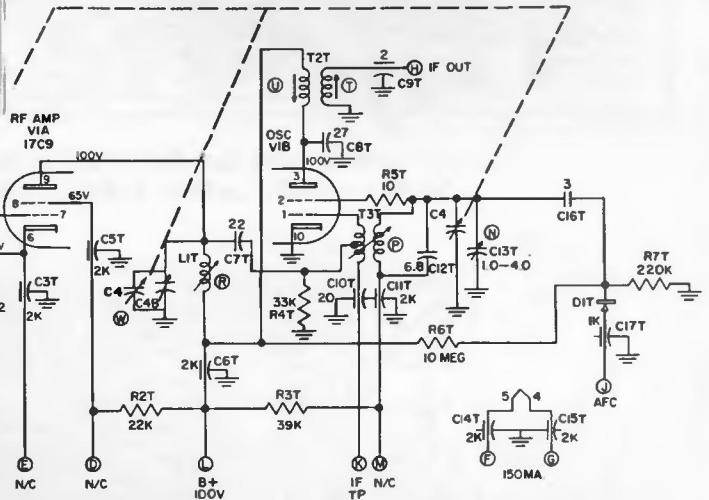 T2T
U
T
2
H IF OUT
C9T
RF AMP
V1A
17C9
OSC
V1B
27
C8T
100V
100V
9
3
R5T
10
8
65V
7
2
1
T3T
C4
3
C16T
6
10
P
N
C13T
1.0-4.0
C5T
2K
22
C7T
L1T
R
6.8
C12T
R7T
220K
C3T
2K
C4
C4B
W
33K
R4T
C10T
20
C11T
2K
R6T
10 MEG
D1T
1K
C17T
2K
C6T
R2T
22K
R3T
39K
J
AFC
5
4
C14T
2K
C15T
2K
E
N/C
D
N/C
L
B+
100V
K
IF
TP
M
N/C
F
G
150MA